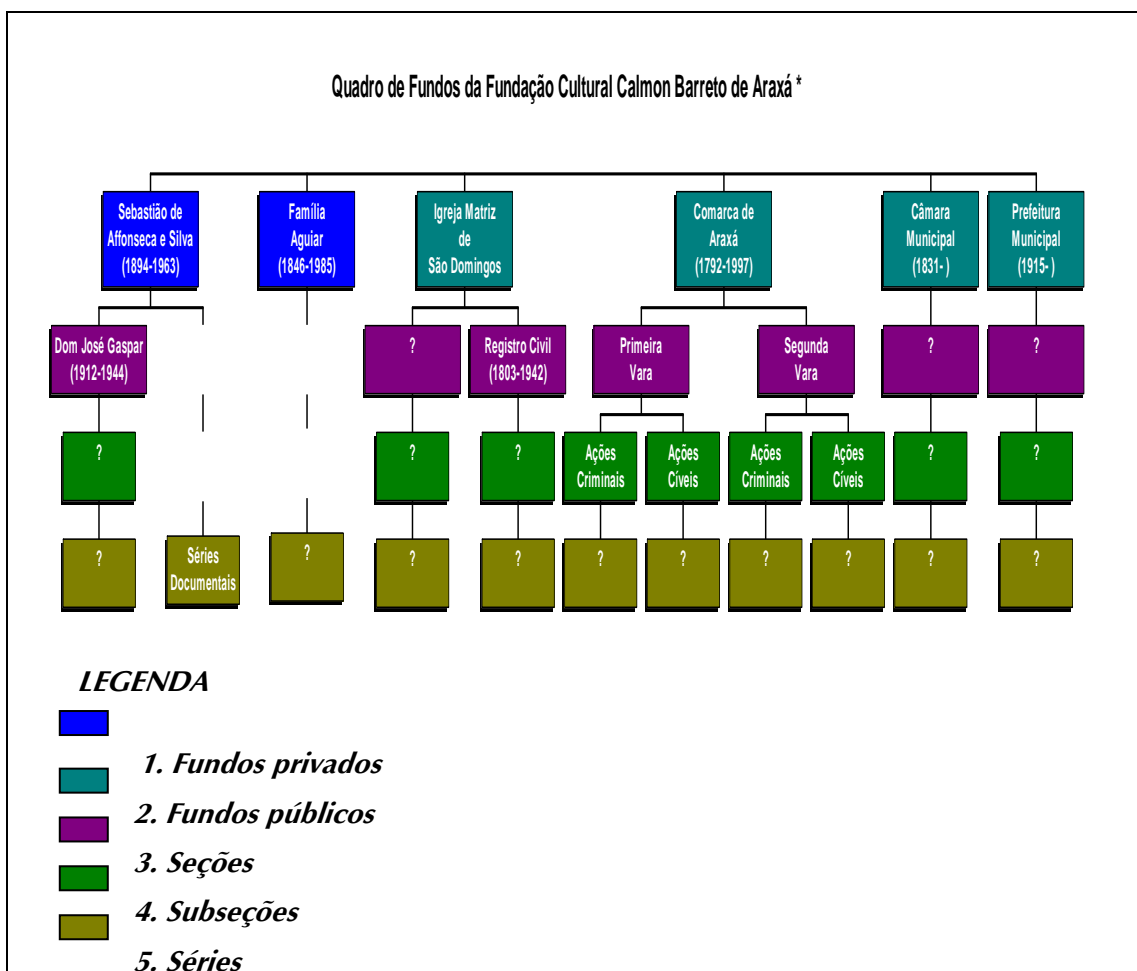 Quadro de Fundos da Fundação Cultural Calmon Barreto de Araxá *
Sebastião de
Affonseca e Silva
(1894-1963)
Família
Aguiar
(1846-1985)
Igreja Matriz
de
São Domingos
Comarca de
Araxá
(1792-1997)
Câmara
Municipal
(1831- )
Prefeitura
Municipal
(1915- )
Dom José Gaspar
(1912-1944)
?
Registro Civil
(1803-1942)
Primeira
Vara
Segunda
Vara
?
?
?
?
?
Ações
Criminais
Ações
Cíveis
Ações
Criminais
Ações
Cíveis
?
?
?
Séries
Documentais
?
?
?
?
?
?
?
?
?
LEGENDA
1. Fundos privados
2. Fundos públicos
3. Seções
4. Subseções
5. Séries